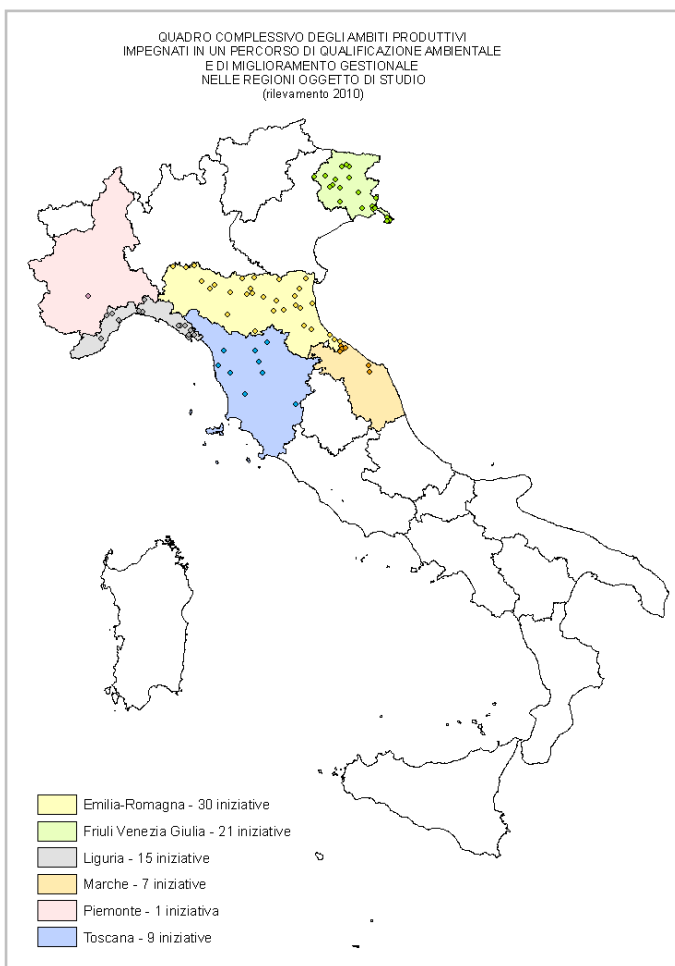 QUADRO COMPLESSIVO DEGLI AMBITI PRODUTTIVI
IMPEGNATI IN UN PERCORSO DI QUALIFICAZIONE AMBIENTALE
E DI MIGLIORAMENTO GESTIONALE
NELLE REGIONI OGGETTO DI STUDIO
(rilevamento 2010)
Emilia-Romagna - 30 iniziative
Friuli Venezia Giulia - 21 iniziative
Liguria - 15 iniziative
Marche - 7 iniziative
Piemonte - 1 iniziativa
Toscana - 9 iniziative